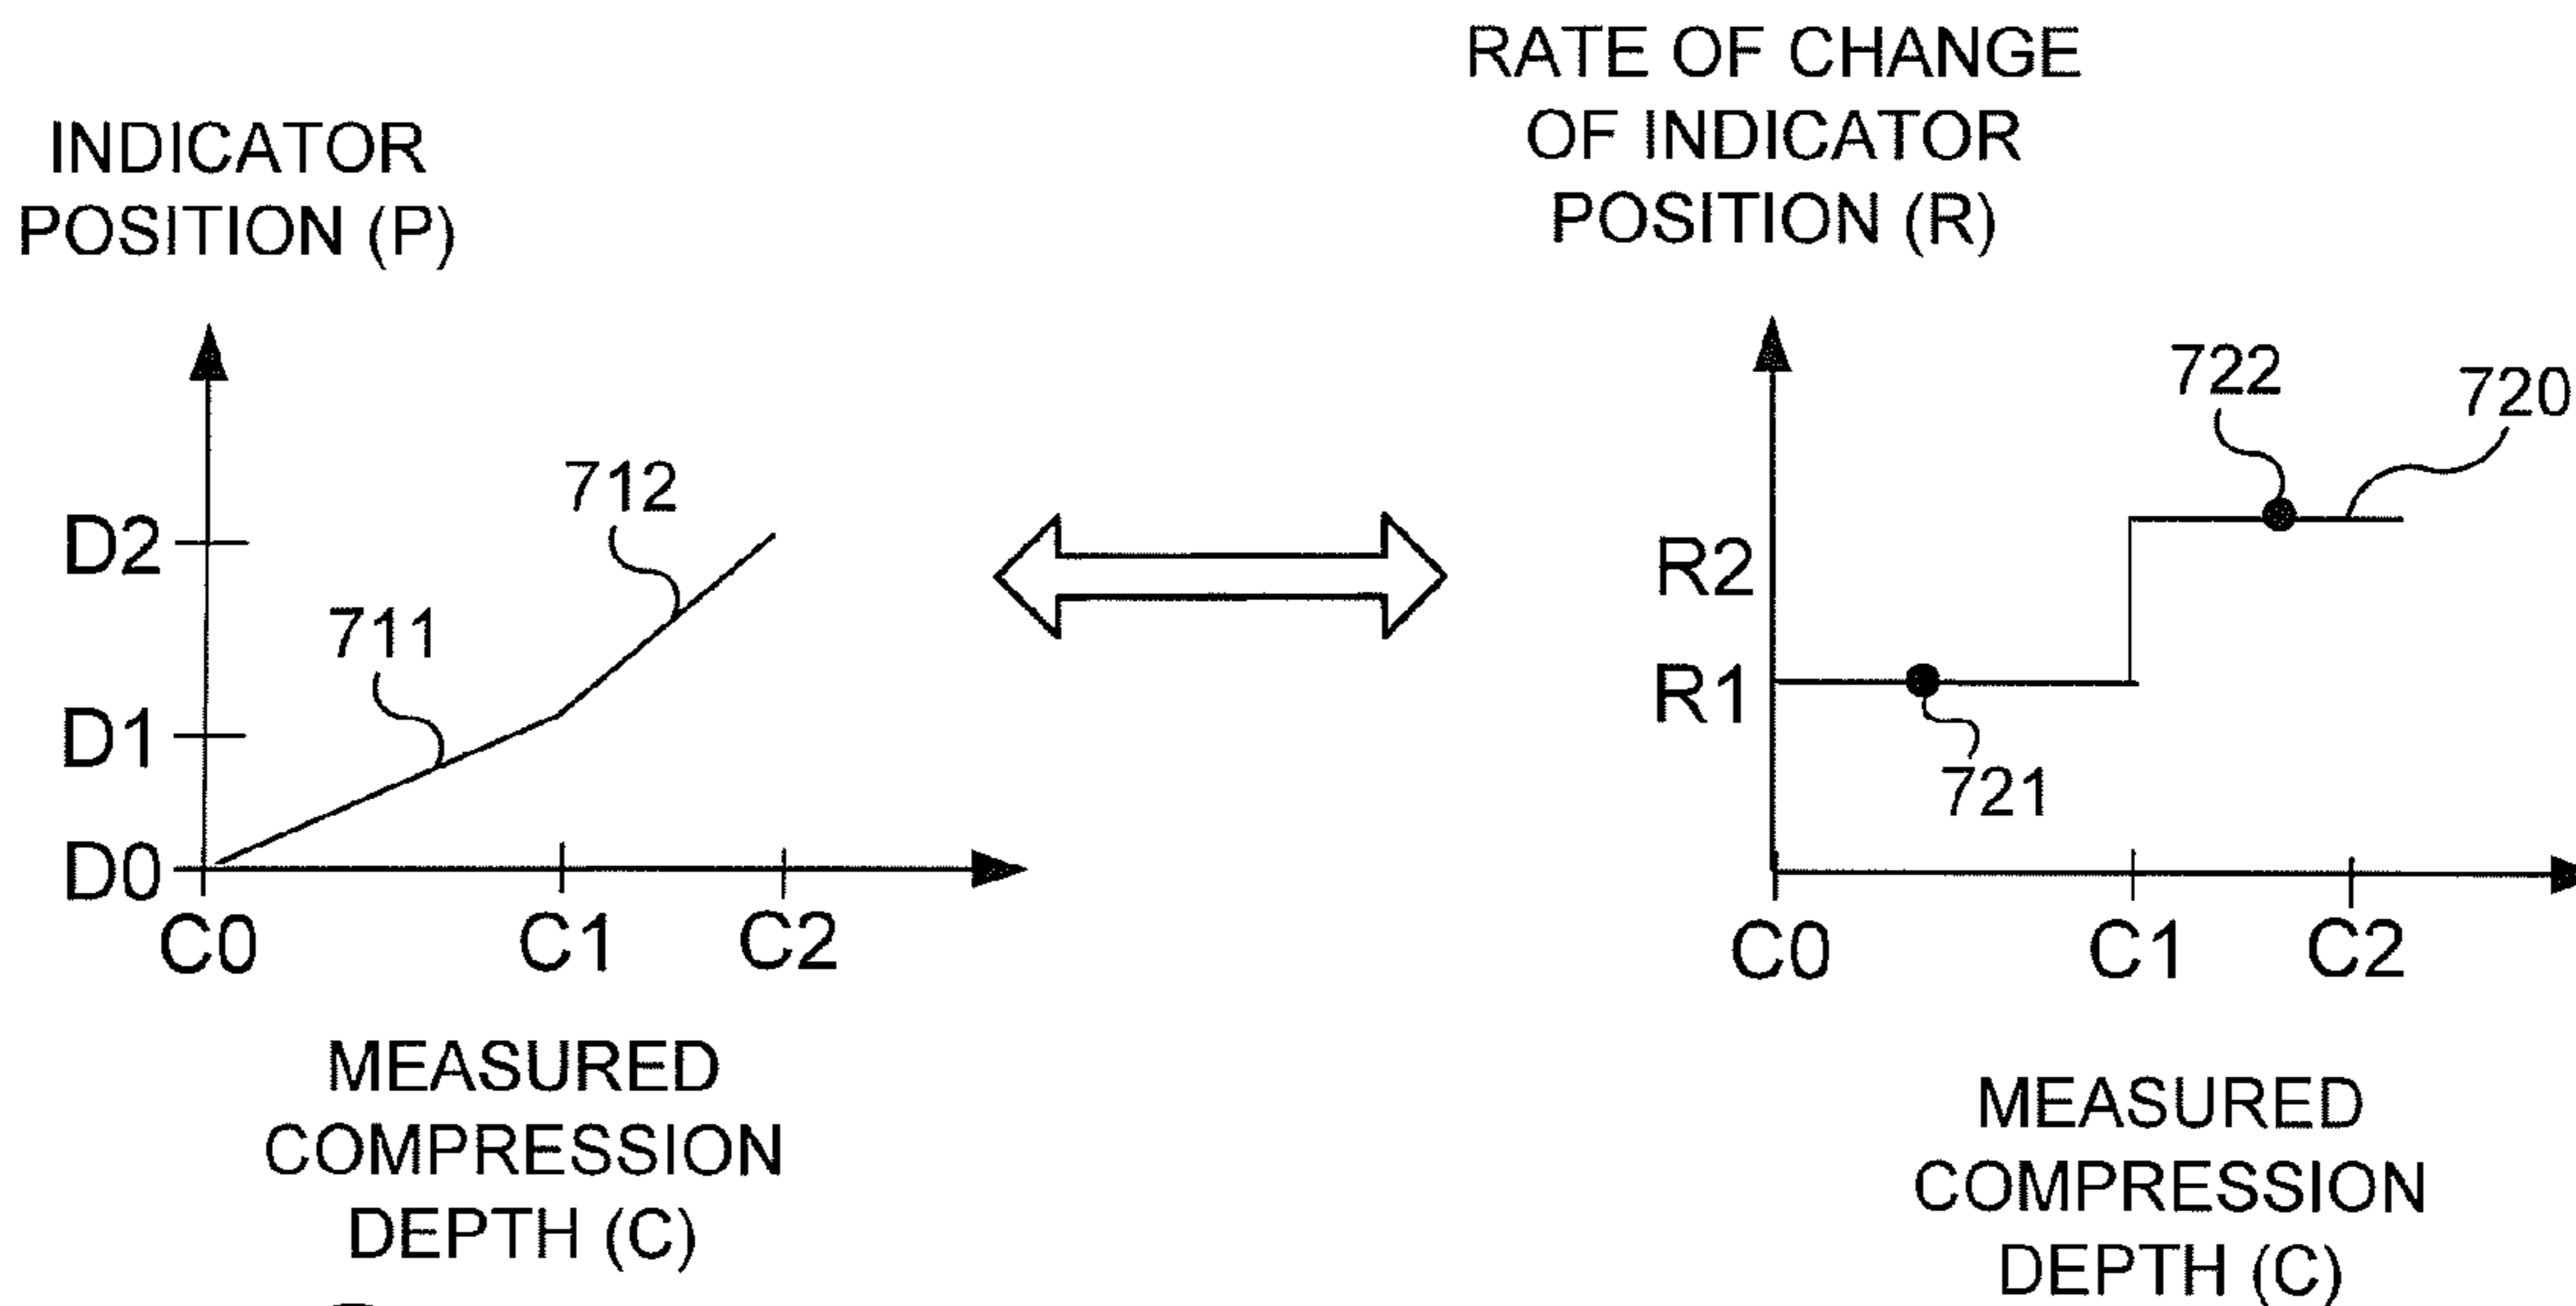 INDICATOR
POSITION (P)
D2
D1
D0
711
712
C0
C1
C2
MEASURED
COMPRESSION
DEPTH (C)
RATE OF CHANGE
OF INDICATOR
POSITION (R)
R2
R1
722
720
721
C0
C1
C2
MEASURED
COMPRESSION
DEPTH (C)